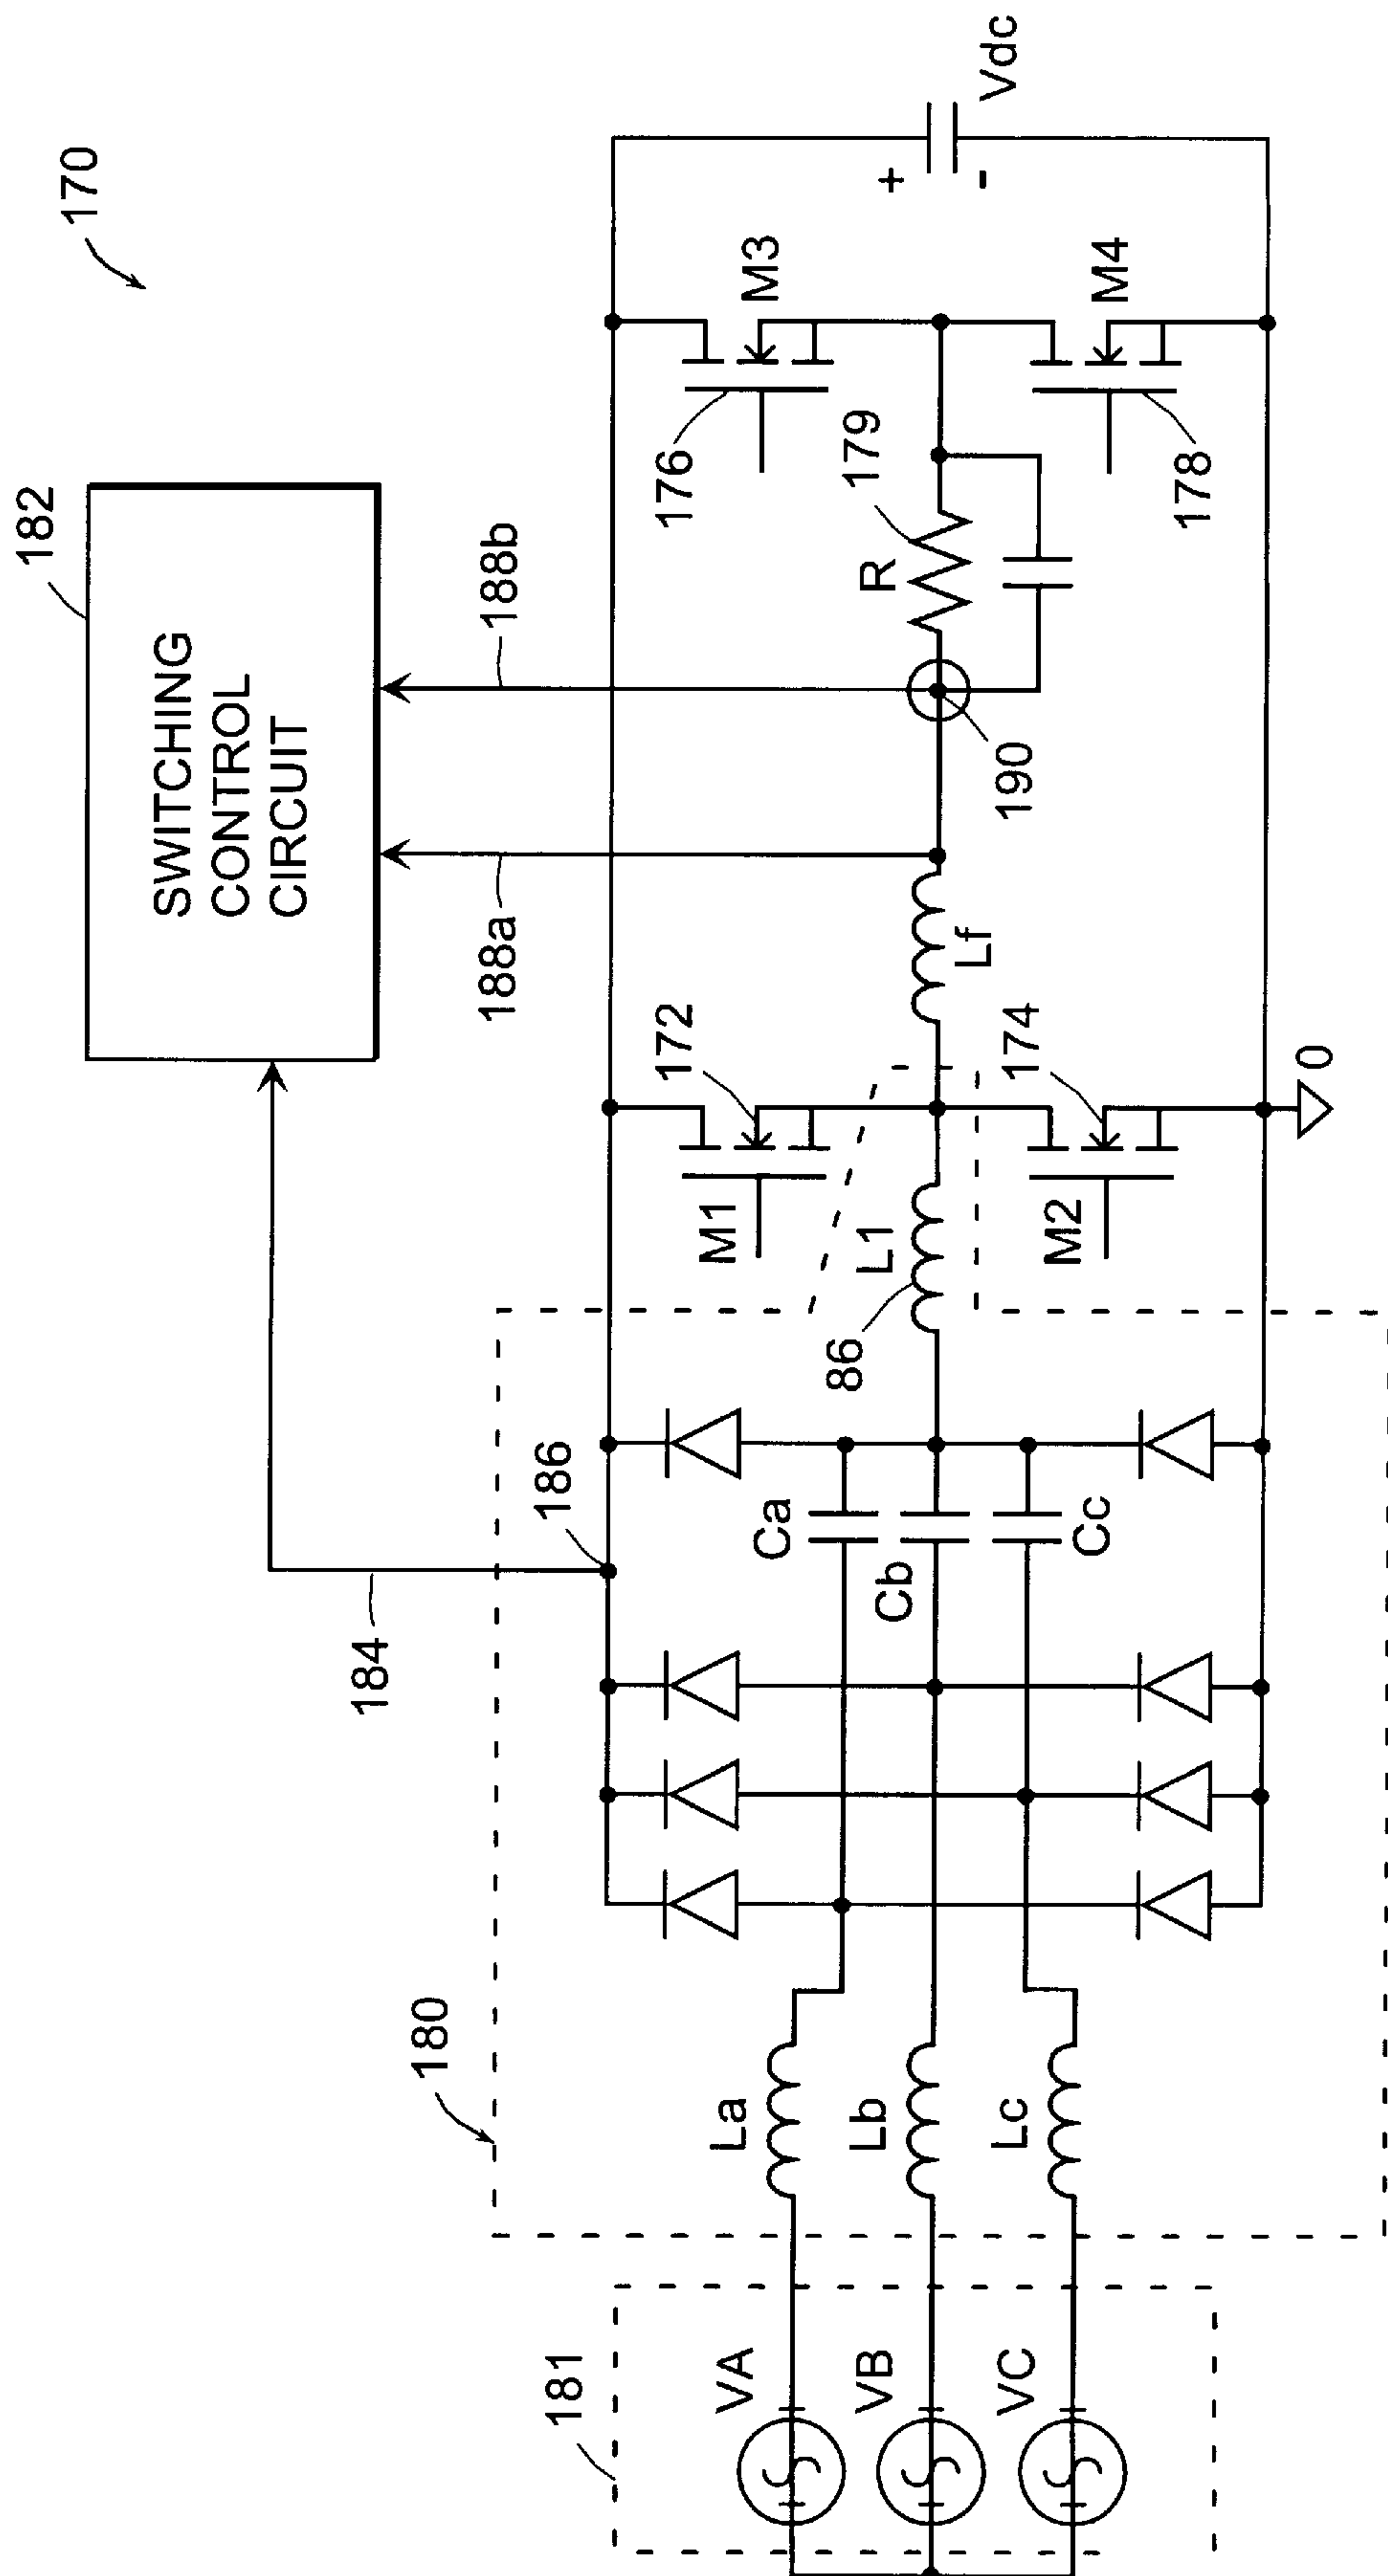 170
182
SWITCHING
CONTROL
CIRCUIT
184
186
188a
188b
180
181
VA
VB
VC
La
Lb
Lc
Ca
Cb
Cc
86
L1
M1
172
M2
174
Lf
190
R
179
176
M3
178
M4
+
-
Vdc
0